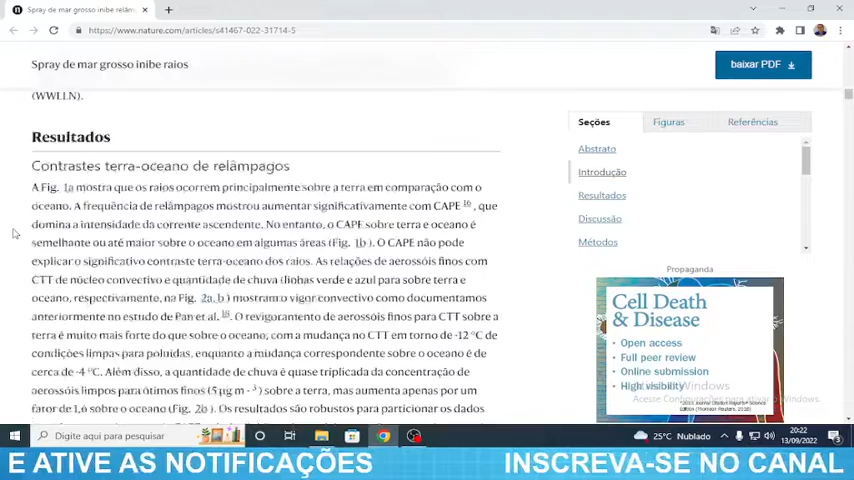 Spray de mar grosso inibe relâm
https://www.nature.com/articles/s41467-022-31714-5
Spray de mar grosso inibe raios
baixar PDF
(WWLLN).
Resultados
Contrastes terra-oceano de relâmpagos
A Fig. 1a mostra que os raios ocorrem principalmente sobre a terra em comparação com o
oceano. A frequência de relâmpagos mostrou aumentar significativamente com CAPE 16 , que
domina a intensidade da corrente ascendente. No entanto, o CAPE sobre terra e oceano é
semelhante ou até maior sobre o oceano em algumas áreas (Fig. 1b ). O CAPE não pode
explicar o significativo contraste terra-oceano dos raios. As relações de aerossóis finos com
CTT de núcleo convectivo e quantidade de chuva (linhas verde e azul para sobre terra e
oceano, respectivamente, na Fig. 2a, b ) mostram o vigor convectivo como documentamos
anteriormente no estudo de Pan et al. . O revigoramento de aerossóis finos para CTT sobre a
terra é muito mais forte do que sobre o oceano, com a mudança no CTT em torno de -12 °C de
condições limpas para poluídas, enquanto a mudança correspondente sobre o oceano é de
cerca de -4 °C. Além disso, a quantidade de chuva é quase triplicada da concentração de
aerossóis limpos para ótimos finos (5 µg m -3 ) sobre a terra, mas aumenta apenas por um
fator de 1,6 sobre o oceano (Fig. 2b ). Os resultados são robustos para particionar os dados
Seções
Figuras
Referências
Abstrato
Introdução
Resultados
Discussão
Métodos
Propaganda
Cell Death
& Disease
• Open access
• Full peer review
• Online submission
• High visibility
Windows
Acesse Configurações para ativar o Windows.
Digite aqui para pesquisar
25°C Nublado
20:22
13/09/2022
3
E ATIVE AS NOTIFICAÇÕES
INSCREVA-SE NO CANAL